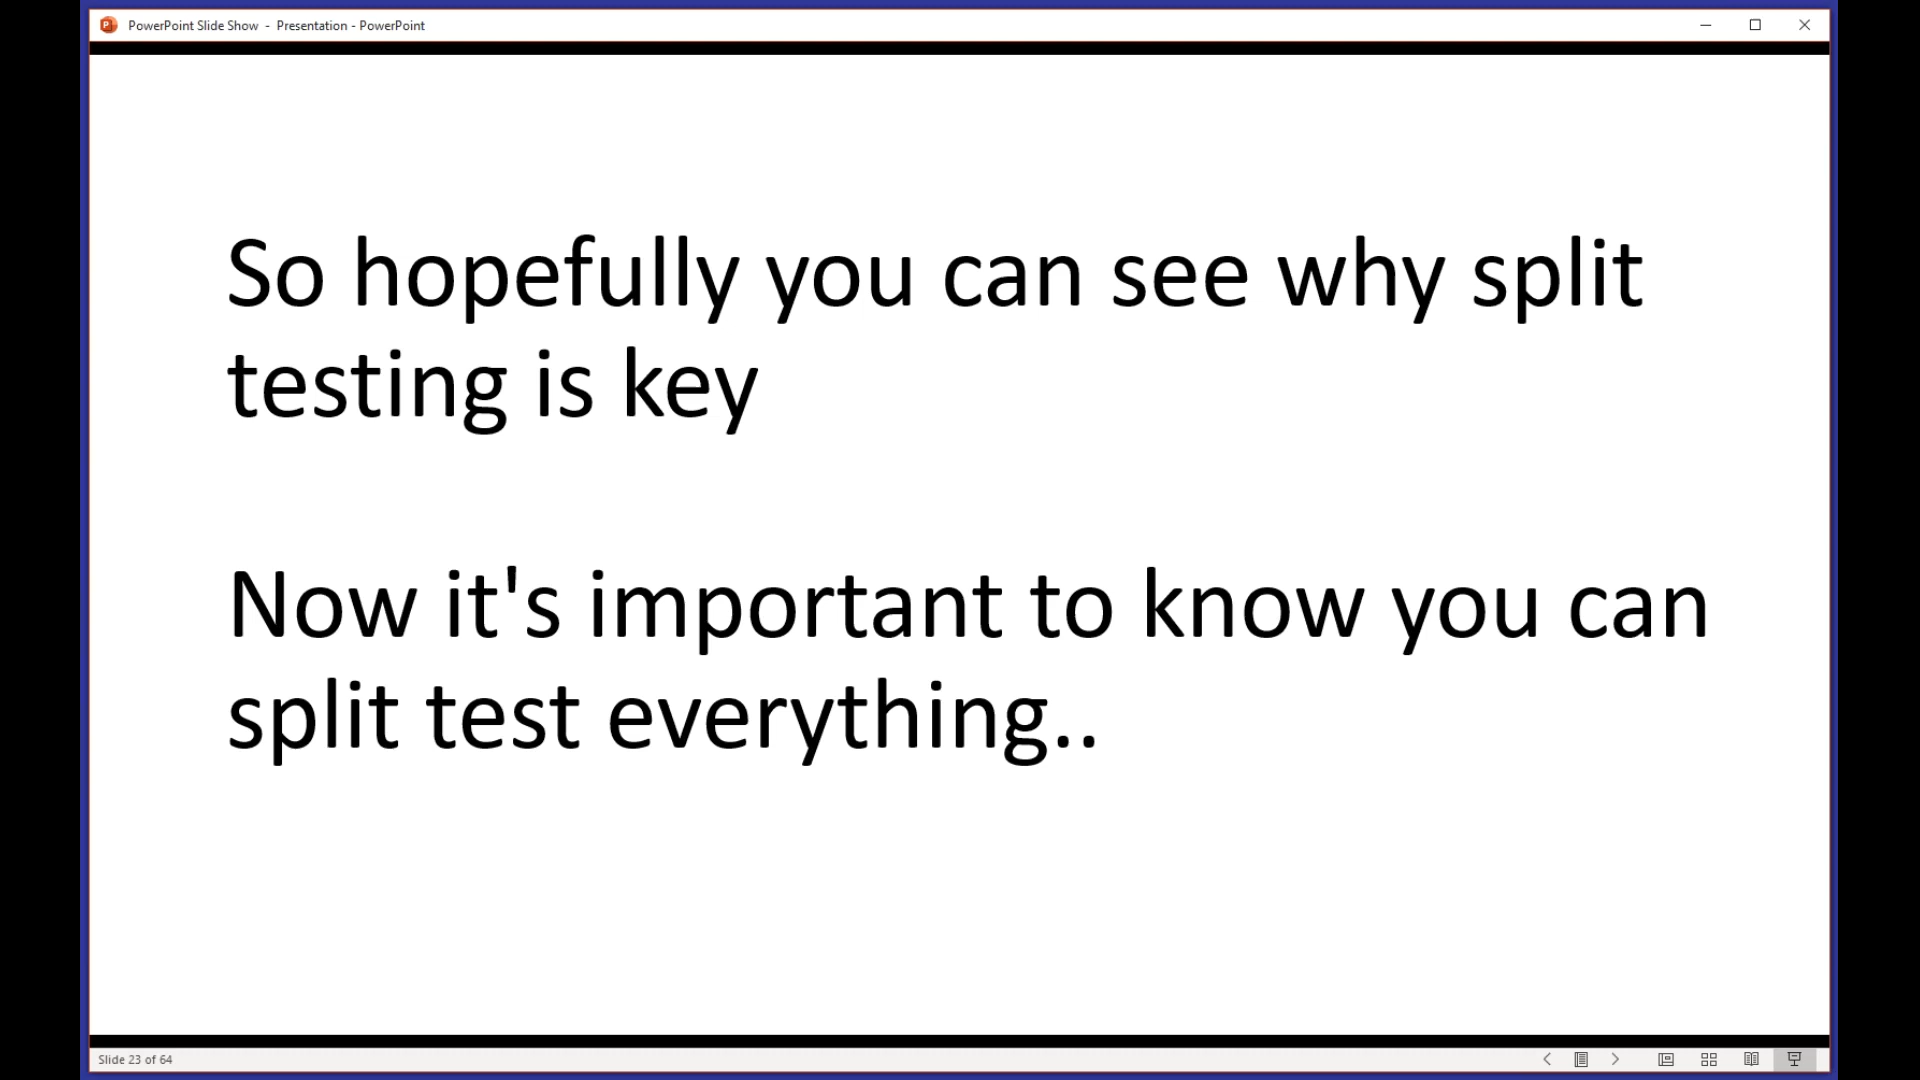 PowerPoint Slide Show - Presentation - PowerPoint
So hopefully you can see why split
testing is key
Now it's important to know you can
split test everything..
Slide 23 of 64